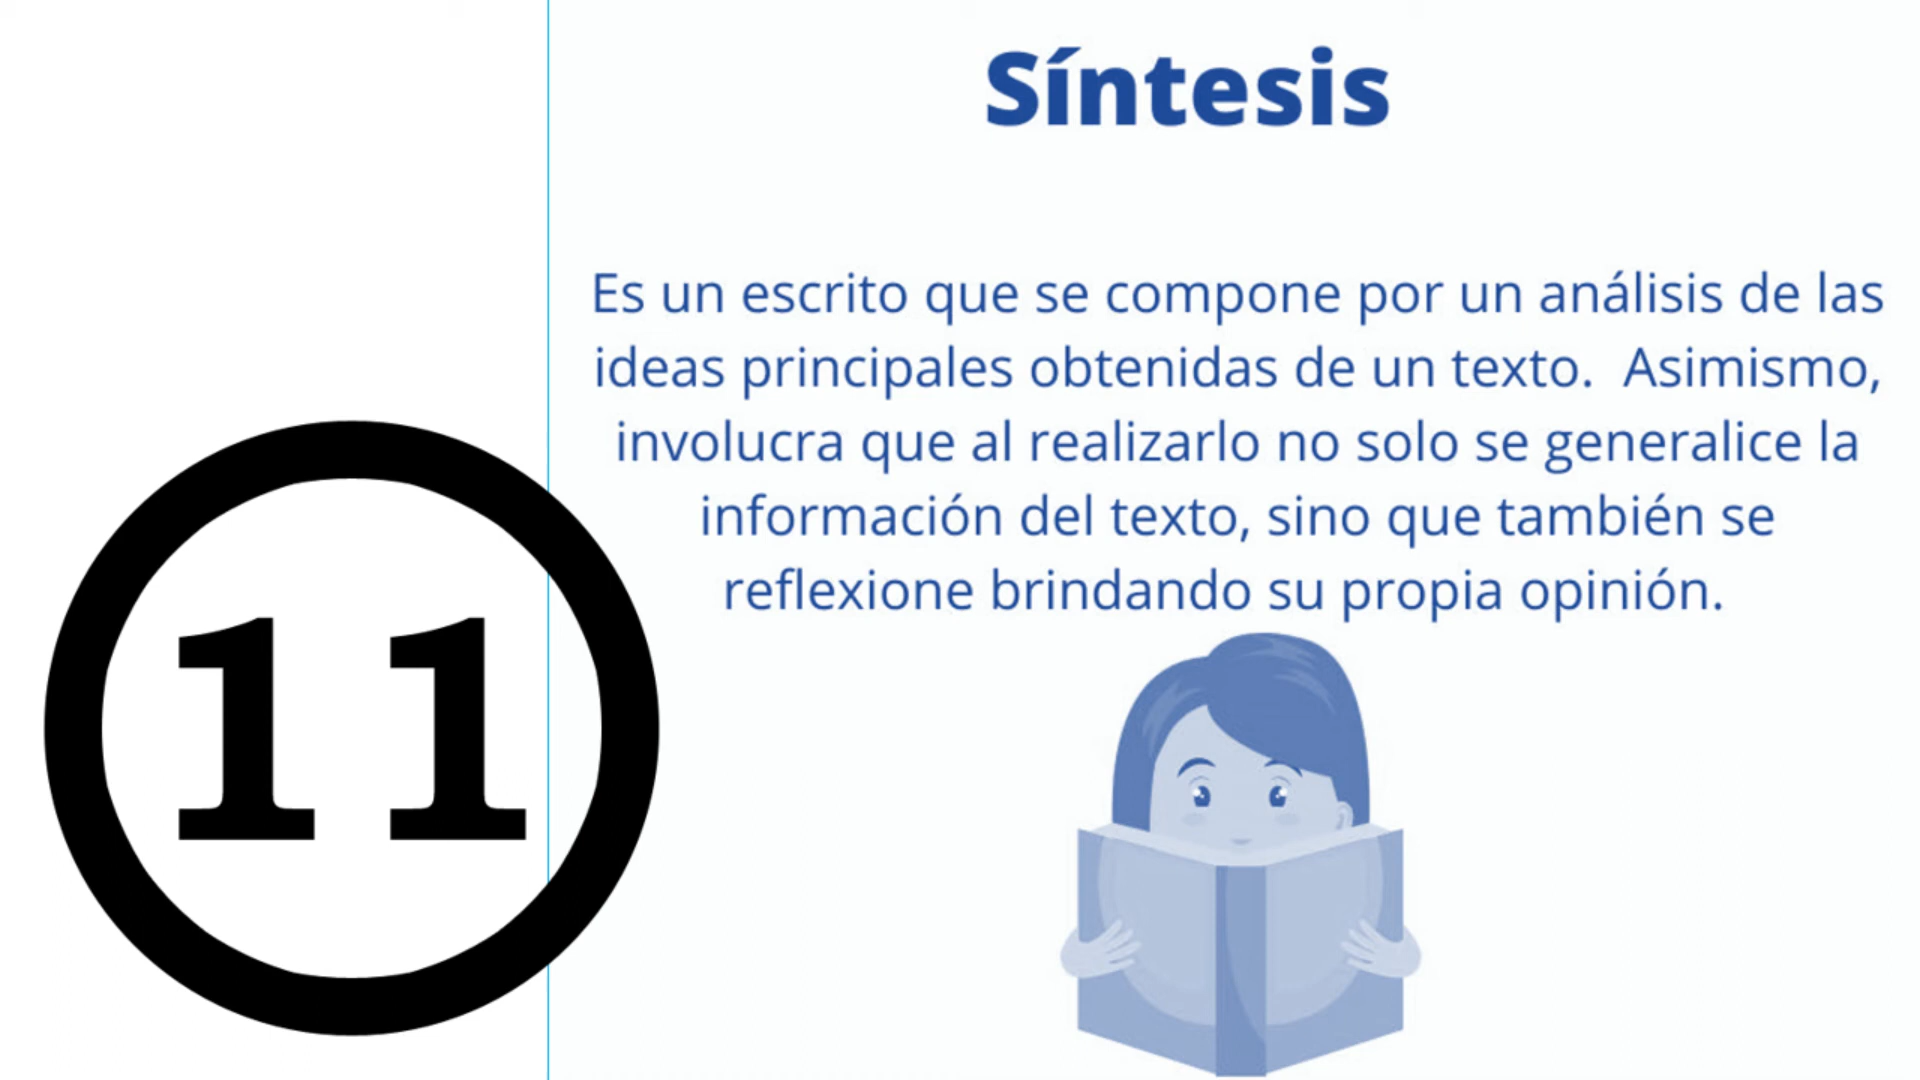 Síntesis
Es un escrito que se compone por un análisis de las
ideas principales obtenidas de un texto.  Asimismo,
involucra que al realizarlo no solo se generalice la
información del texto, sino que también se
reflexione brindando su propia opinión.
11